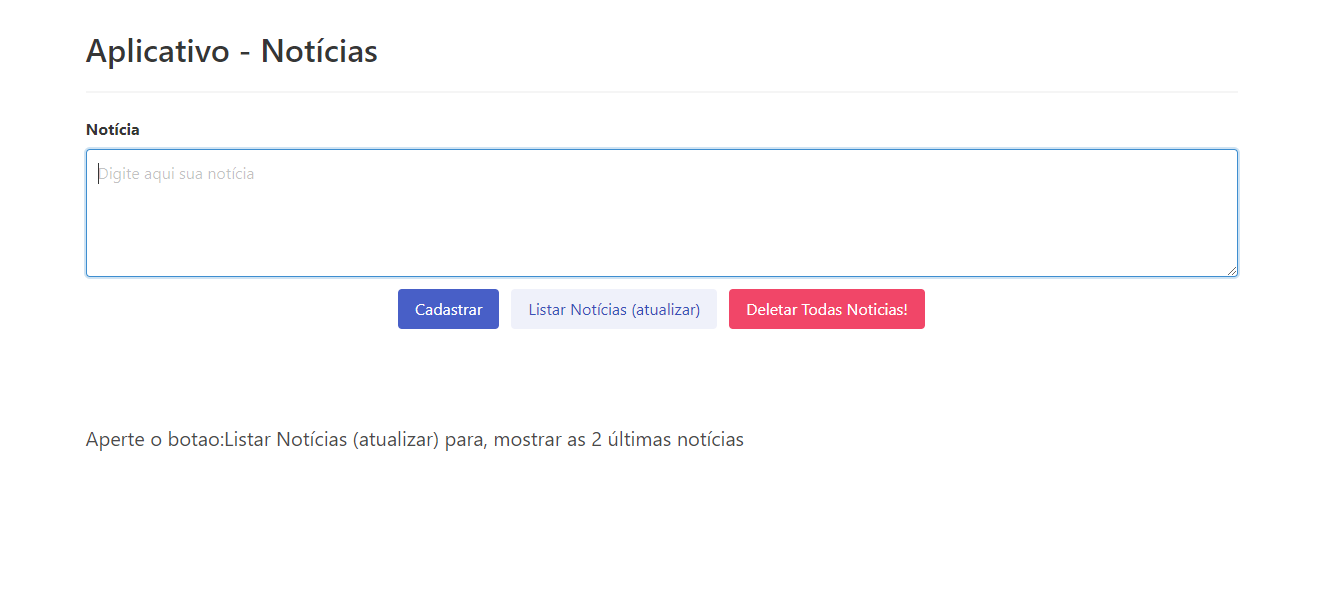 Aplicativo - Notícias
Notícia
Digite aqui sua notícia
Cadastrar Listar Notícias (atualizar) Deletar Todas Noticias!
Aperte o botao:Listar Notícias (atualizar) para, mostrar as 2 últimas notícias